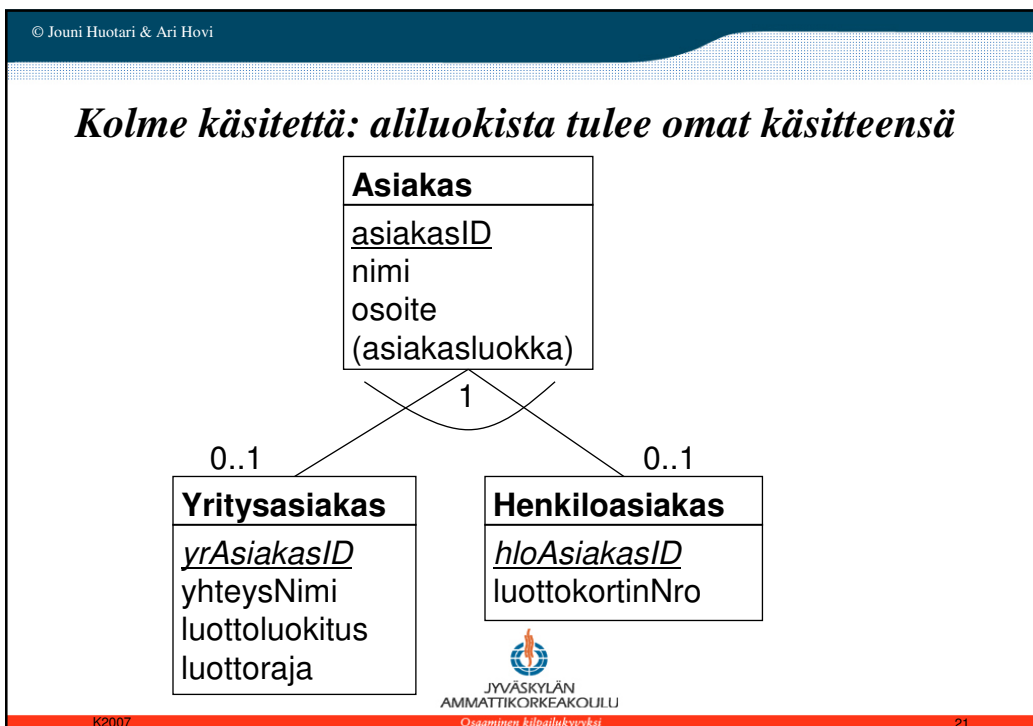 © Jouni Huotari & Ari Hovi
Kolme käsitettä: aliluokista tulee omat käsitteensä
Asiakas
asiakasID
nimi
osoite
(asiakasluokka)
1
0..1
0..1
Yritysasiakas
yrAsiakasID
yhteysNimi
luottoluokitus
luottoraja
Henkiloasiakas
hloAsiakasID
luottokortinNro
JYVÄSKYLÄN
AMMATTIKORKEAKOULU
K2007
Osaaminen kilpailukyvyksi
21